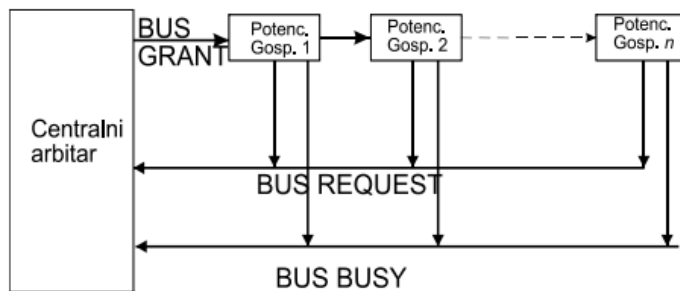 BUS
GRANT
Potenc.
Gosp. 1
Potenc.
Gosp. 2
Potenc.
Gosp. n
Centralni
arbitar
BUS REQUEST
BUS BUSY